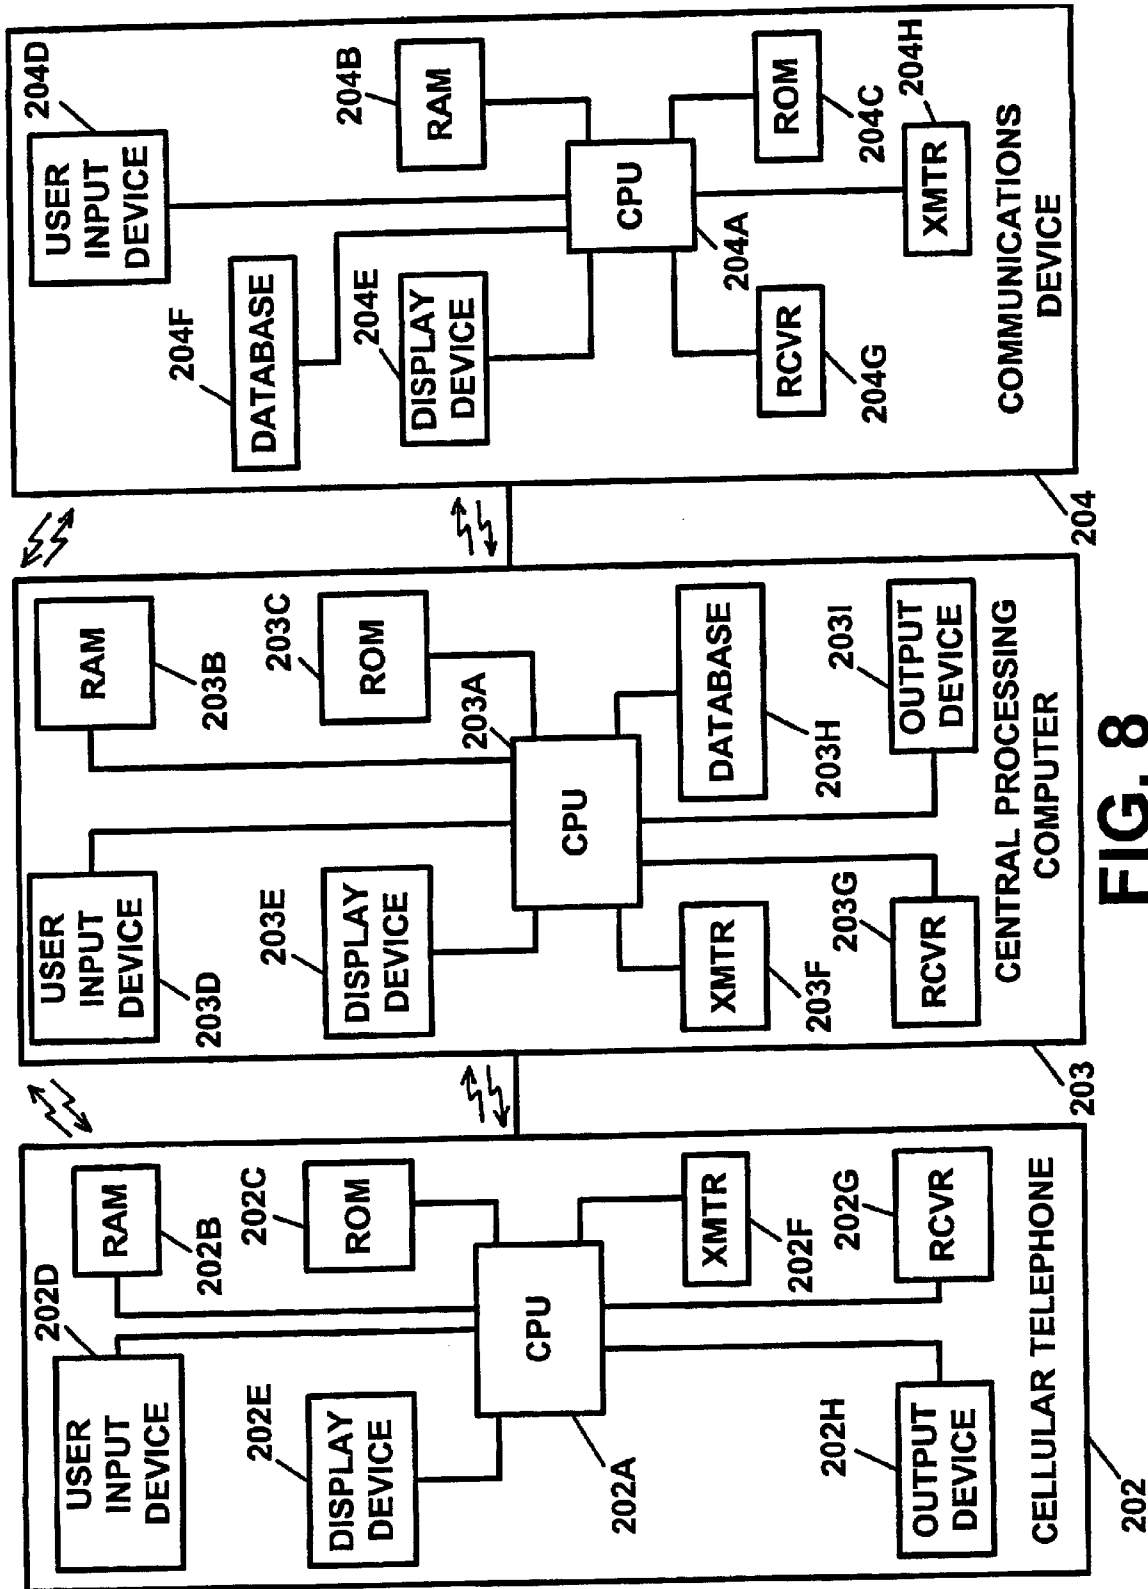 202D
USER
INPUT
DEVICE
RAM
202B
202E
DISPLAY
DEVICE
202C
ROM
CPU
202A
XMTR
202F
202H
OUTPUT
DEVICE
202G
RCVR
CELLULAR TELEPHONE
202
USER
INPUT
DEVICE
203D
RAM
203B
203E
DISPLAY
DEVICE
203C
ROM
203A
CPU
XMTR
203F
DATABASE
203H
203G
RCVR
203I
OUTPUT
DEVICE
CENTRAL PROCESSING
COMPUTER
203
204D
USER
INPUT
DEVICE
204F
DATABASE
204E
DISPLAY
DEVICE
204B
RAM
CPU
204A
RCVR
204G
ROM
204C
XMTR
204H
COMMUNICATIONS
DEVICE
204
FIG. 8